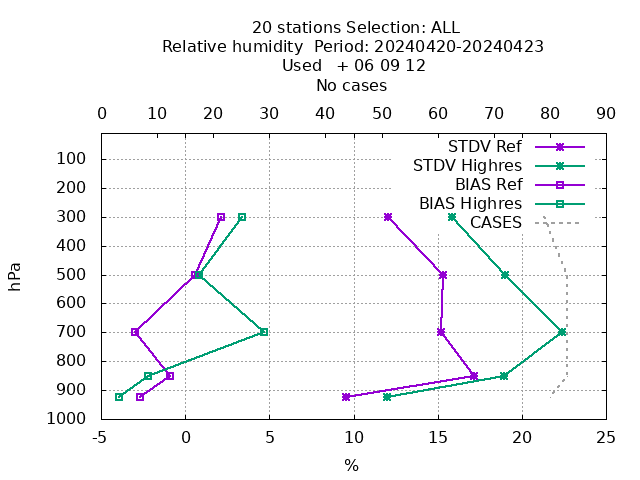 20 stations Selection: ALL
Relative humidity  Period: 20240420-20240423
Used   + 06 09 12
No cases
0 10 20 25 30 45 50 60 70 80 90
STDV Ref
STDV Highres
BIAS Ref
BIAS Highres
CASES
100
200
300
400
500
600
700
800
900
1000
hPa
-5 0 5 10 15 20 25
%